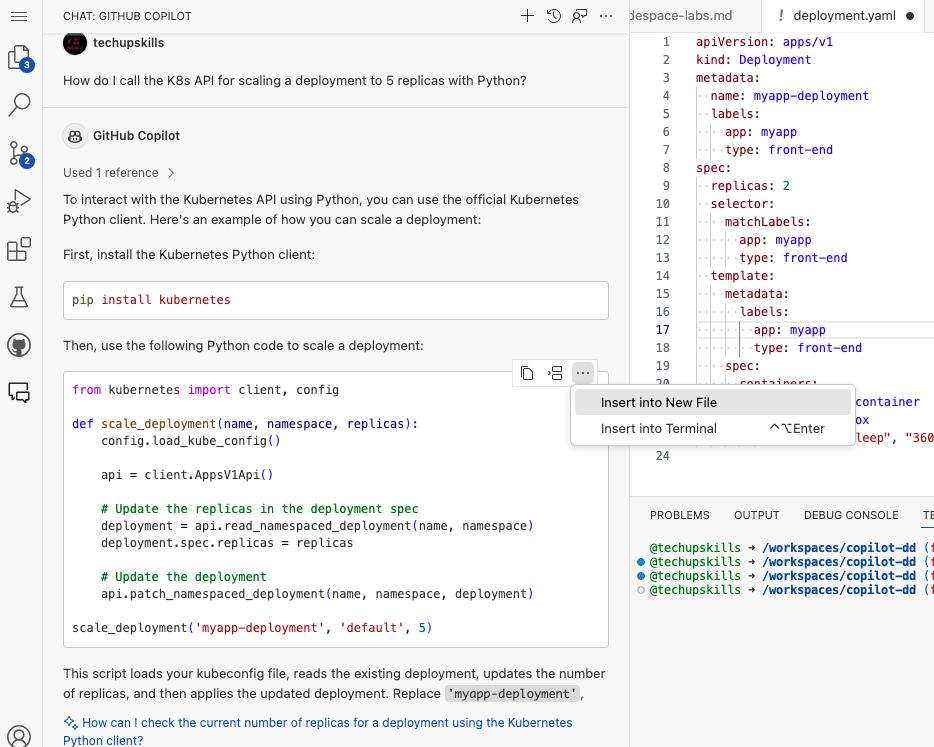 CHAT: GITHUB COPILOT
techupskills
How do I call the K8s API for scaling a deployment to 5 replicas with Python?
GitHub Copilot
Used 1 reference
To interact with the Kubernetes API using Python, you can use the official Kubernetes
Python client. Here's an example of how you can scale a deployment:
First, install the Kubernetes Python client:
pip install kubernetes
Then, use the following Python code to scale a deployment:
from kubernetes import client, config
def scale_deployment(name, namespace, replicas):
    config.load_kube_config()
    api = client.AppsV1Api()
    # Update the replicas in the deployment spec
    deployment = api.read_namespaced_deployment(name, namespace)
    deployment.spec.replicas = replicas
    # Update the deployment
    api.patch_namespaced_deployment(name, namespace, deployment)
scale_deployment('myapp-deployment', 'default', 5)
This script loads your kubeconfig file, reads the existing deployment, updates the number
of replicas, and then applies the updated deployment. Replace 'myapp-deployment',
How can I check the current number of replicas for a deployment using the Kubernetes
Python client?
3
2
Insert into New File
Insert into Terminal ^⌥Enter
despace-labs.md
! deployment.yaml ●
1 apiVersion: apps/v1
2 kind: Deployment
3 metadata:
4   name: myapp-deployment
5   labels:
6     app: myapp
7     type: front-end
8 spec:
9   replicas: 2
10   selector:
11     matchLabels:
12       app: myapp
13       type: front-end
14   template:
15     metadata:
16       labels:
17         app: myapp
18         type: front-end
19     spec:
20       containers:
container
ox
leep", "360
24
PROBLEMS OUTPUT DEBUG CONSOLE TE
@techupskills ➜ /workspaces/copilot-dd (
@techupskills ➜ /workspaces/copilot-dd (
@techupskills ➜ /workspaces/copilot-dd (
@techupskills ➜ /workspaces/copilot-dd (